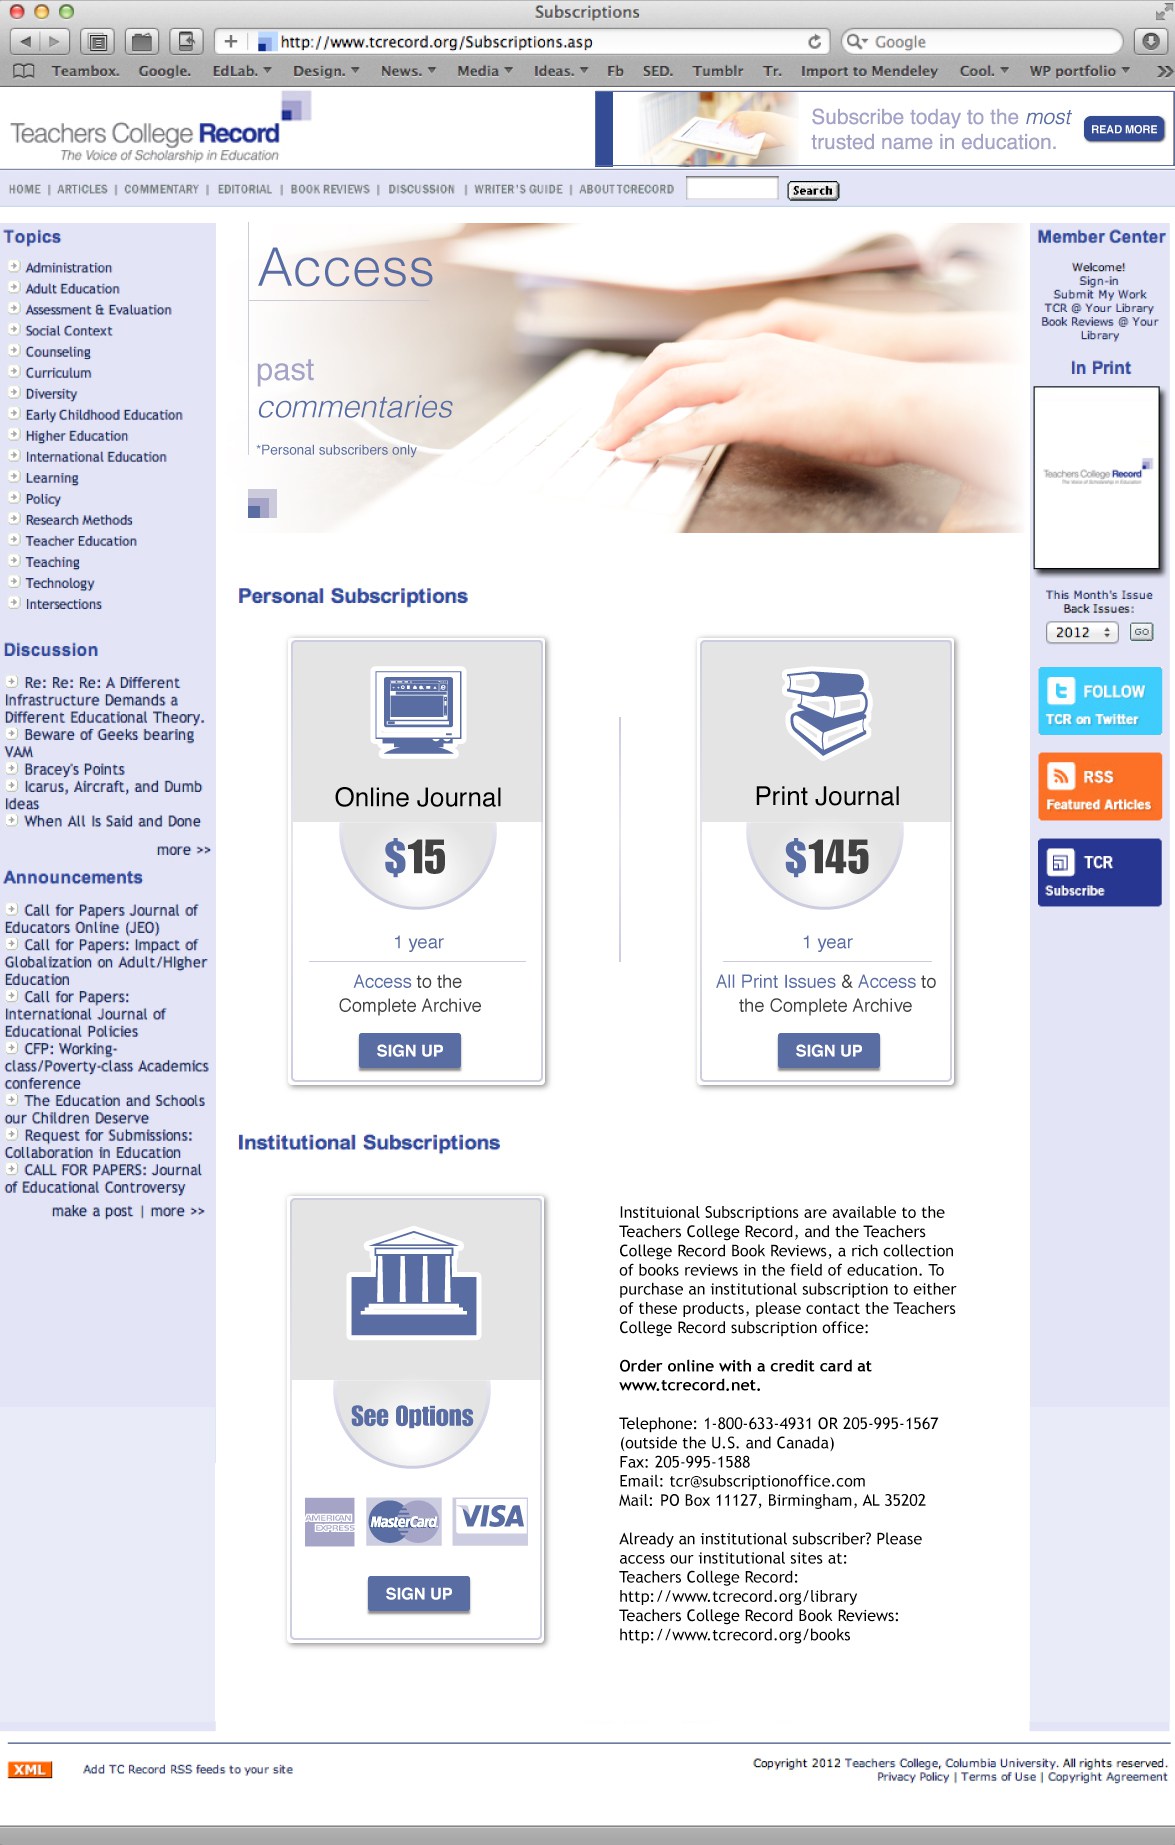 Subscriptions
http://www.tcrecord.org/Subscriptions.asp
Google
Teambox. Google. EdLab. Design. News. Media Ideas. Fb SED. Tumblr Tr. Import to Mendeley Cool. WP portfolio
Teachers College Record
The Voice of Scholarship in Education
Subscribe today to the most
trusted name in education.
READ MORE
HOME | ARTICLES | COMMENTARY | EDITORIAL | BOOK REVIEWS | DISCUSSION | WRITER'S GUIDE | ABOUT TCRECORD
Search
Topics
Administration
Adult Education
Assessment & Evaluation
Social Context
Counseling
Curriculum
Diversity
Early Childhood Education
Higher Education
International Education
Learning
Policy
Research Methods
Teacher Education
Teaching
Technology
Intersections
Discussion
Re: Re: Re: A Different
Infrastructure Demands a
Different Educational Theory.
Beware of Geeks bearing
VAM
Bracey's Points
Icarus, Aircraft, and Dumb
Ideas
When All Is Said and Done
more >>
Announcements
Call for Papers Journal of
Educators Online (JEO)
Call for Papers: Impact of
Globalization on Adult/HIgher
Education
Call for Papers:
International Journal of
Educational Policies
CFP: Working-
class/Poverty-class Academics
conference
The Education and Schools
our Children Deserve
Request for Submissions:
Collaboration in Education
CALL FOR PAPERS: Journal
of Educational Controversy
make a post | more >>
Access
past
commentaries
*Personal subscribers only
Personal Subscriptions
Online Journal
$15
1 year
Access to the
Complete Archive
SIGN UP
Print Journal
$145
1 year
All Print Issues & Access to
the Complete Archive
SIGN UP
Institutional Subscriptions
See Options
AMERICAN
EXPRESS
MasterCard
VISA
SIGN UP
Instituional Subscriptions are available to the
Teachers College Record, and the Teachers
College Record Book Reviews, a rich collection
of books reviews in the field of education. To
purchase an institutional subscription to either
of these products, please contact the Teachers
College Record subscription office:
Order online with a credit card at
www.tcrecord.net.
Telephone: 1-800-633-4931 OR 205-995-1567
(outside the U.S. and Canada)
Fax: 205-995-1588
Email: tcr@subscriptionoffice.com
Mail: PO Box 11127, Birmingham, AL 35202
Already an institutional subscriber? Please
access our institutional sites at:
Teachers College Record:
http://www.tcrecord.org/library
Teachers College Record Book Reviews:
http://www.tcrecord.org/books
Member Center
Welcome!
Sign-in
Submit My Work
TCR @ Your Library
Book Reviews @ Your
Library
In Print
Teachers College Record
The Voice of Scholarship in Education
This Month's Issue
Back Issues:
2012
GO
FOLLOW
TCR on Twitter
RSS
Featured Articles
TCR
Subscribe
XML
Add TC Record RSS feeds to your site
Copyright 2012 Teachers College, Columbia University. All rights reserved.
Privacy Policy | Terms of Use | Copyright Agreement